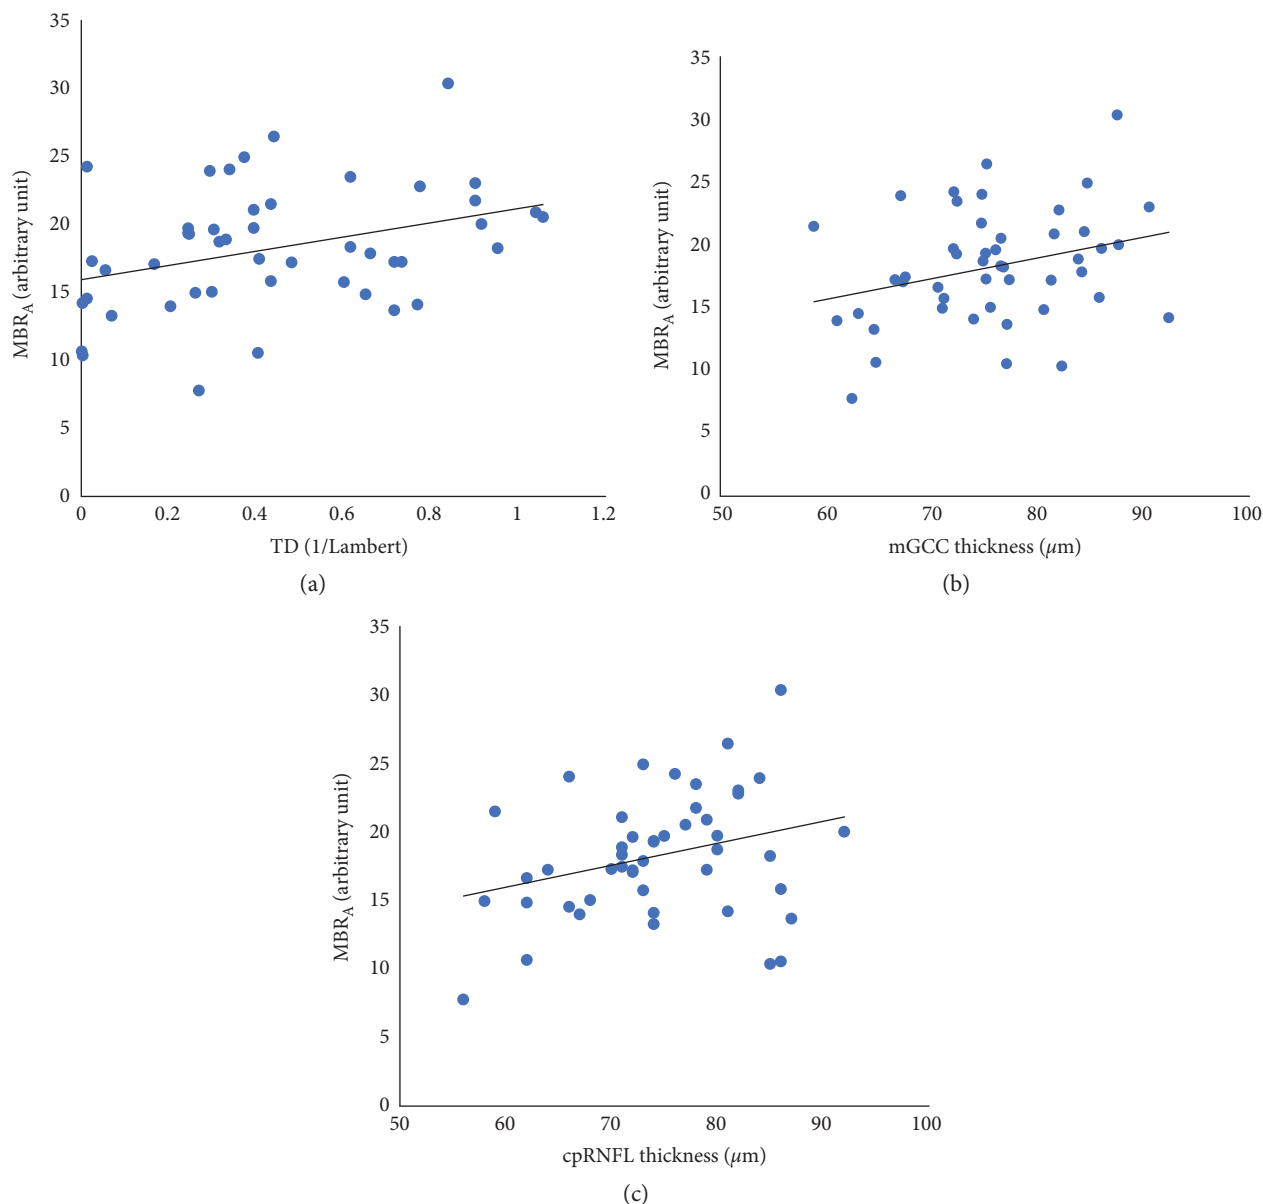 35
30
25
20
15
10
5
0
MBR_A (arbitrary unit)
0 0.2 0.4 0.6 0.8 1 1.2
TD (1/Lambert)
(a)
35
30
25
20
15
10
5
0
MBR_A (arbitrary unit)
50 60 70 80 90 100
mGCC thickness (μm)
(b)
35
30
25
20
15
10
5
0
MBR_A (arbitrary unit)
50 60 70 80 90 100
cpRNFL thickness (μm)
(c)